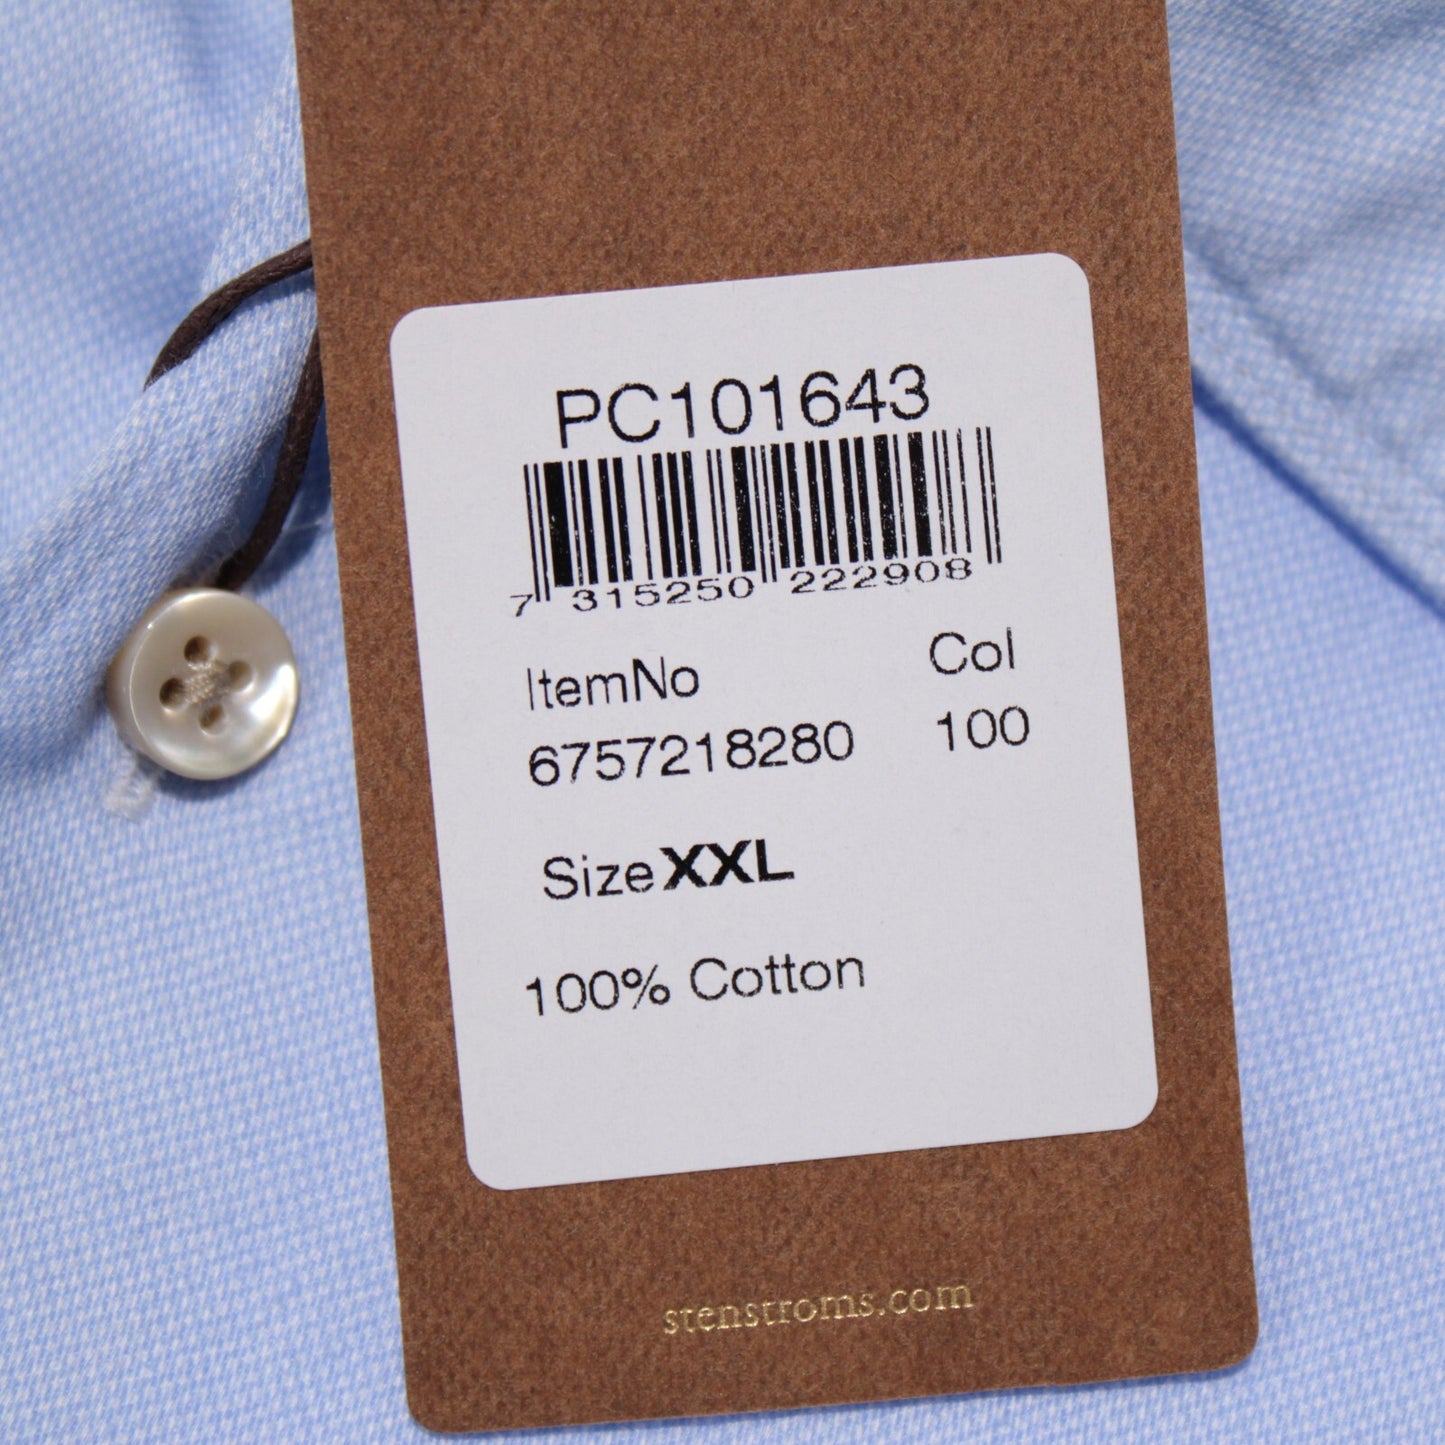 PC101643
7 315250 222908
ItemNo Col
6757218280 100
Size XXL
100% Cotton
stenstroms.com